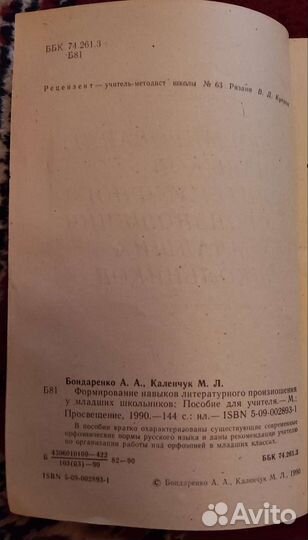 ББК 74.261.3
Б81
Рецензент — учитель-методист школы № 63 Рязани В. Д.
Бондаренко А. А., Каленчук М. Л.
Б81 Формирование навыков литературного произношения
у младших школьников: Пособие для учителя.— М.:
Просвещение, 1990.— 144 с.: ил.— ISBN 5-09-002893-1
В пособии кратко охарактеризованы существующие современные
орфоэпические нормы русского языка и даны рекомендации учителю
по организации работы над орфоэпией в младших классах.
Б 4306010100—422
103(03)—90 82—90
ББК 74.261.3
ISBN 5-09-002893-1
© Бондаренко А. А., Каленчук М. Л., 1990
Avito